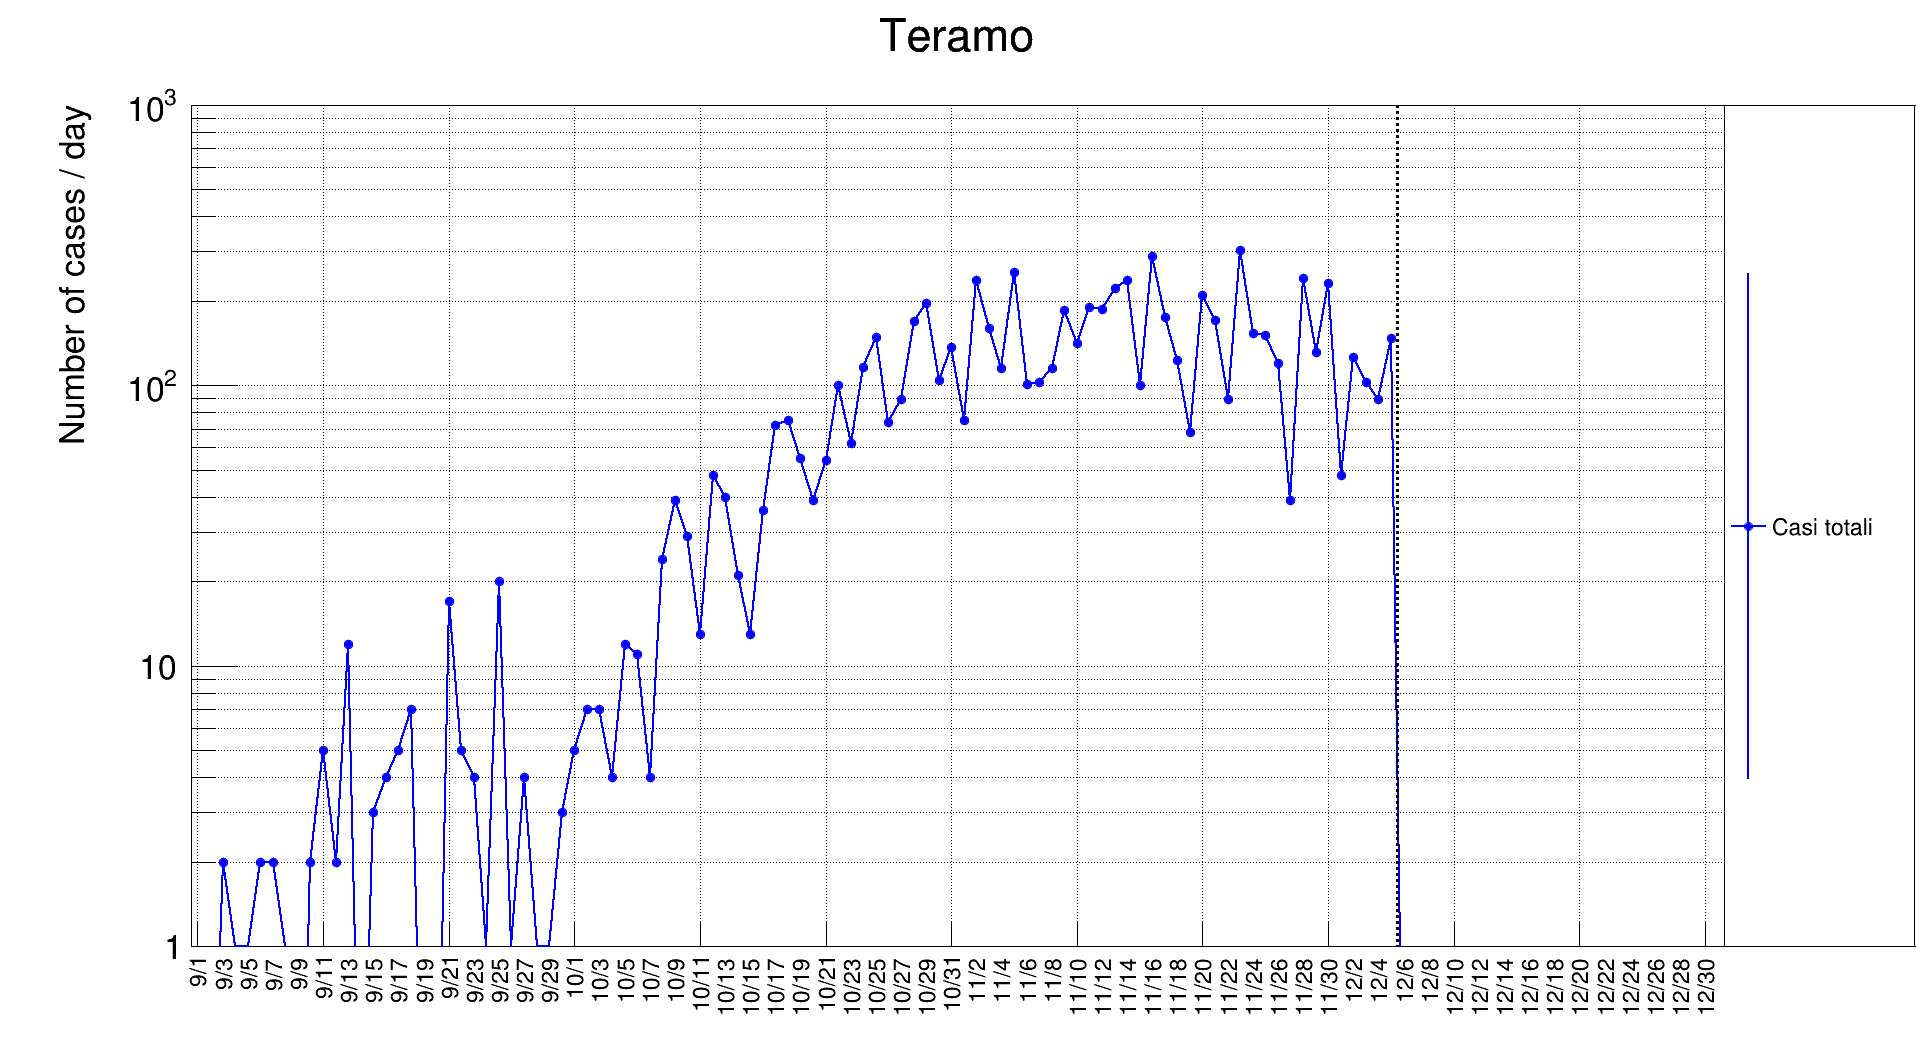 Teramo
Number of cases / day
10³
10²
10
1
9/1 9/3 9/5 9/7 9/9 9/11 9/13 9/15 9/17 9/19 9/21 9/23 9/25 9/27 9/29 10/1 10/3 10/5 10/7 10/9 10/11 10/13 10/15 10/17 10/19 10/21 10/23 10/25 10/27 10/29 10/31 11/2 11/4 11/6 11/8 11/10 11/12 11/14 11/16 11/18 11/20 11/22 11/24 11/26 11/28 11/30 12/2 12/4 12/6 12/8 12/10 12/12 12/14 12/16 12/18 12/20 12/22 12/24 12/26 12/28 12/30
Casi totali